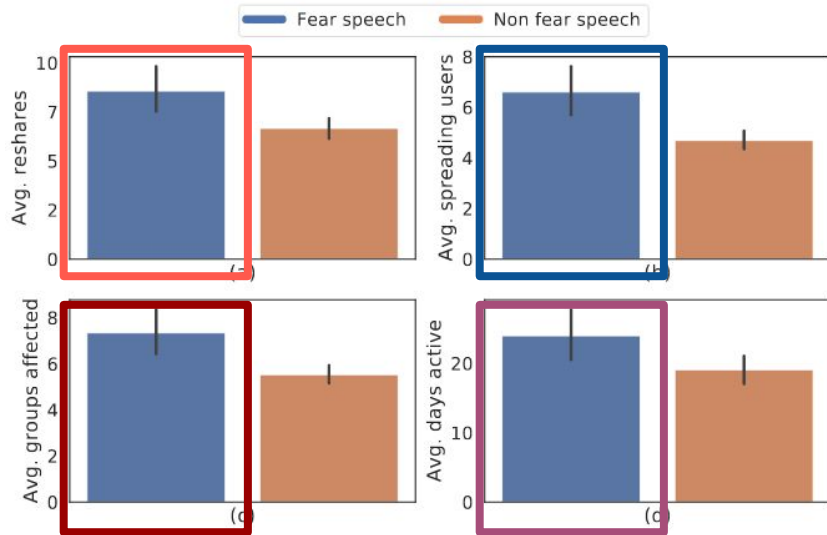 Fear speech Non fear speech
Avg. reshares
10
7
5
2
0
(a)
Avg. spreading users
8
6
4
2
0
(b)
Avg. groups affected
8
6
4
2
0
(c)
Avg. days active
20
10
0
(d)